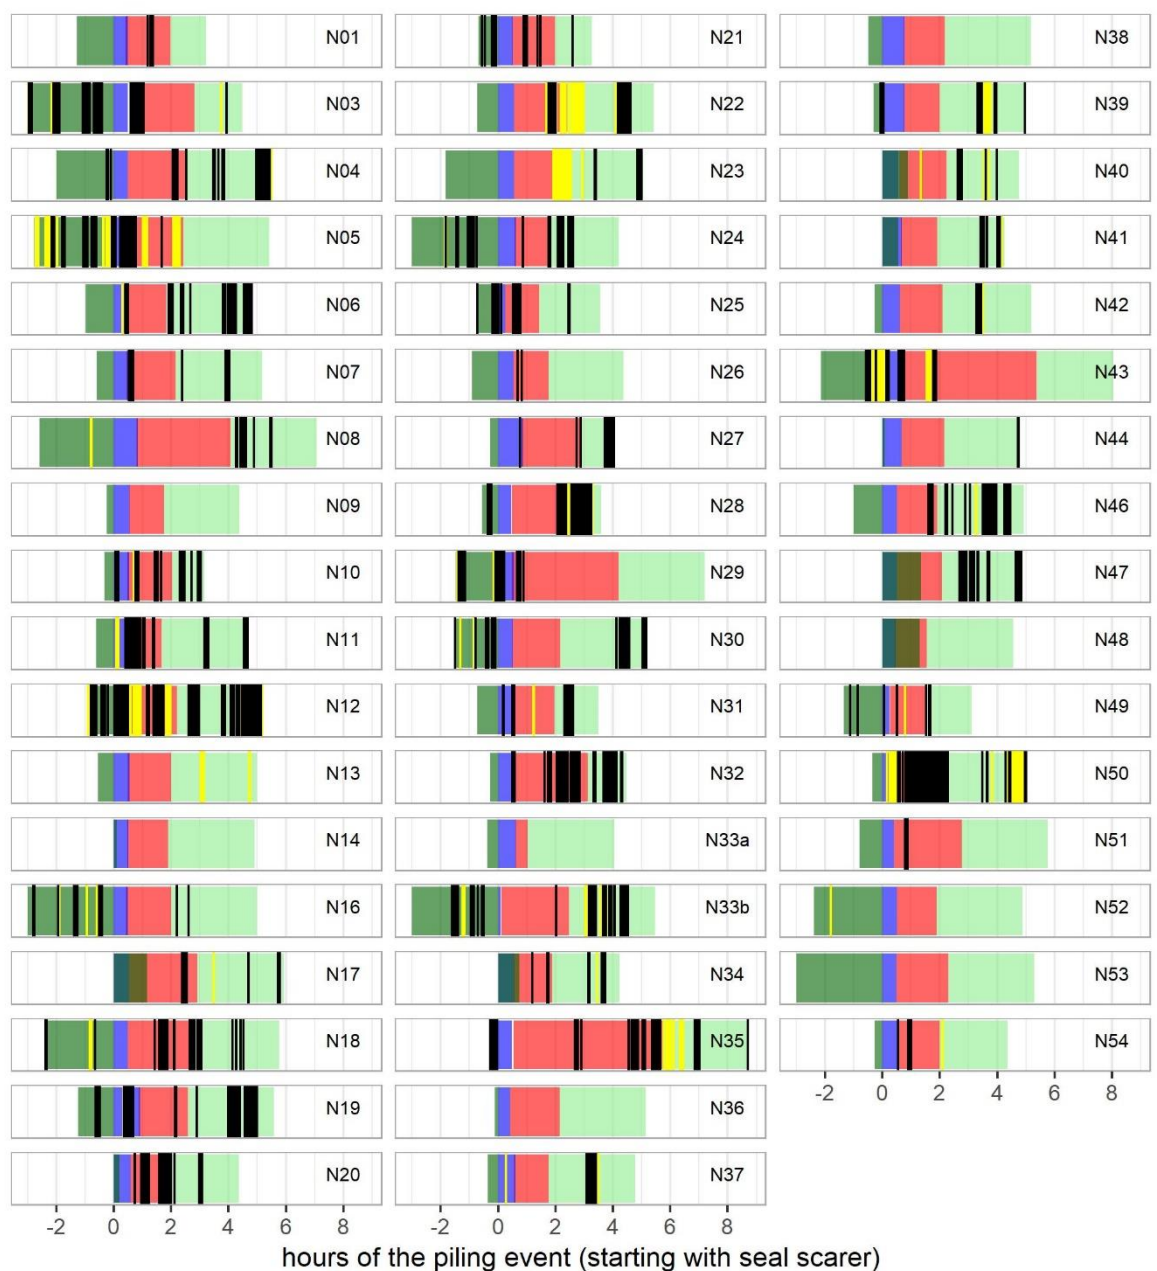 N01
N03
N04
N05
N06
N07
N08
N09
N10
N11
N12
N13
N14
N16
N17
N18
N19
N20
-2 0 2 4 6 8
N21
N22
N23
N24
N25
N26
N27
N28
N29
N30
N31
N32
N33a
N33b
N34
N35
N36
N37
-2 0 2 4 6 8
N38
N39
N40
N41
N42
N43
N44
N46
N47
N48
N49
N50
N51
N52
N53
N54
-2 0 2 4 6 8
hours of the piling event (starting with seal scarer)